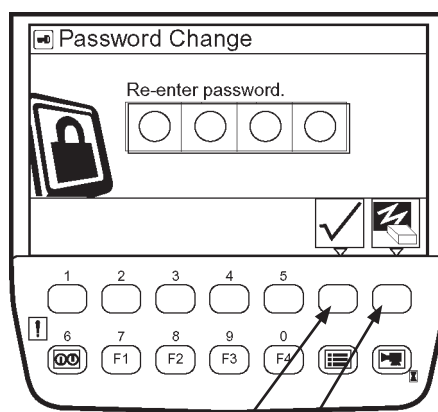 Password Change
Re-enter password.
1 2 3 4 5
! 6 7 8 9 0
F1 F2 F3 F4